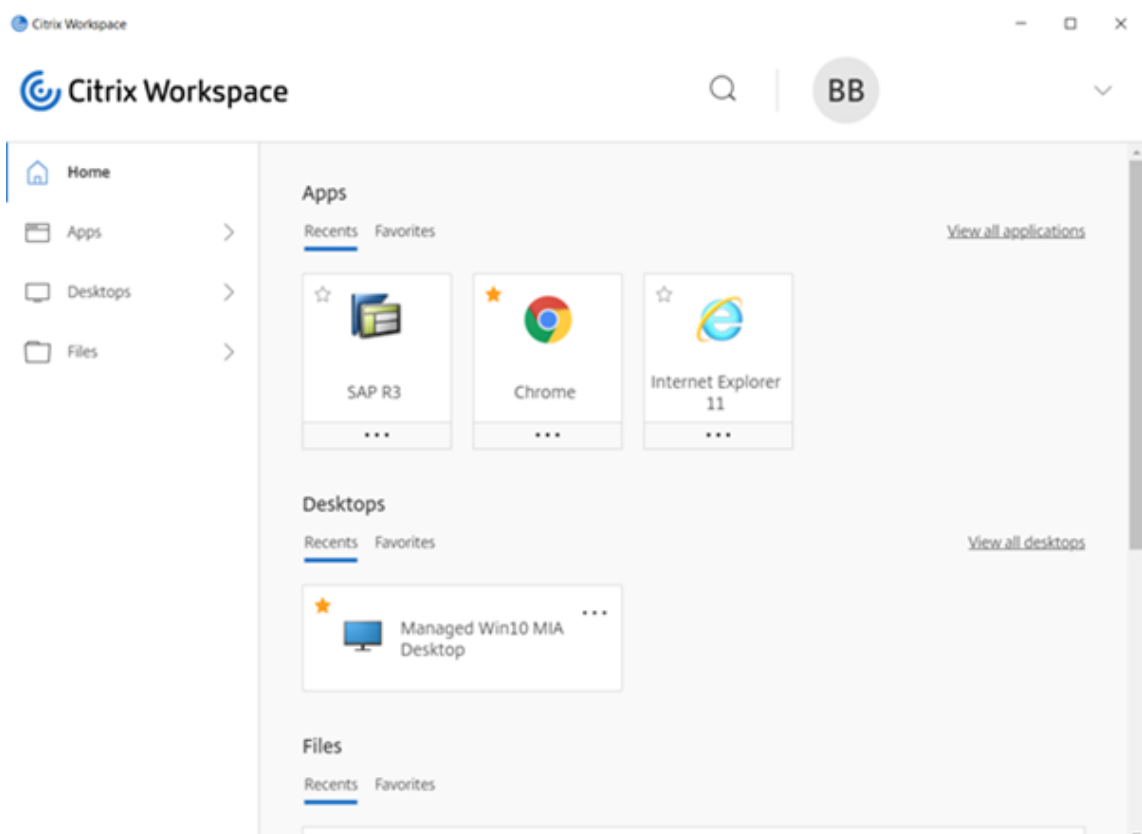 Citrix Workspace
Citrix Workspace
BB
Home
Apps
Desktops
Files
Apps
Recents Favorites View all applications
SAP R3 Chrome Internet Explorer
11
Desktops
Recents Favorites View all desktops
Managed Win10 MIA
Desktop
Files
Recents Favorites